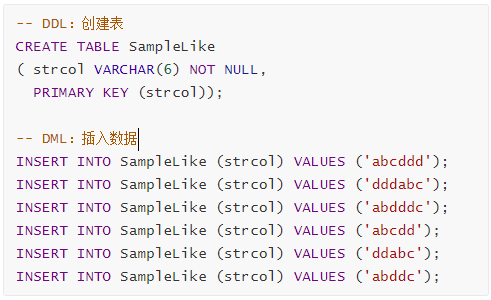 -- DDL：创建表
CREATE TABLE SampleLike
( strcol VARCHAR(6) NOT NULL,
PRIMARY KEY (strcol));
-- DML：插入数据
INSERT INTO SampleLike (strcol) VALUES ('abcddd');
INSERT INTO SampleLike (strcol) VALUES ('dddabc');
INSERT INTO SampleLike (strcol) VALUES ('abdddc');
INSERT INTO SampleLike (strcol) VALUES ('abcdd');
INSERT INTO SampleLike (strcol) VALUES ('ddabc');
INSERT INTO SampleLike (strcol) VALUES ('abddc');